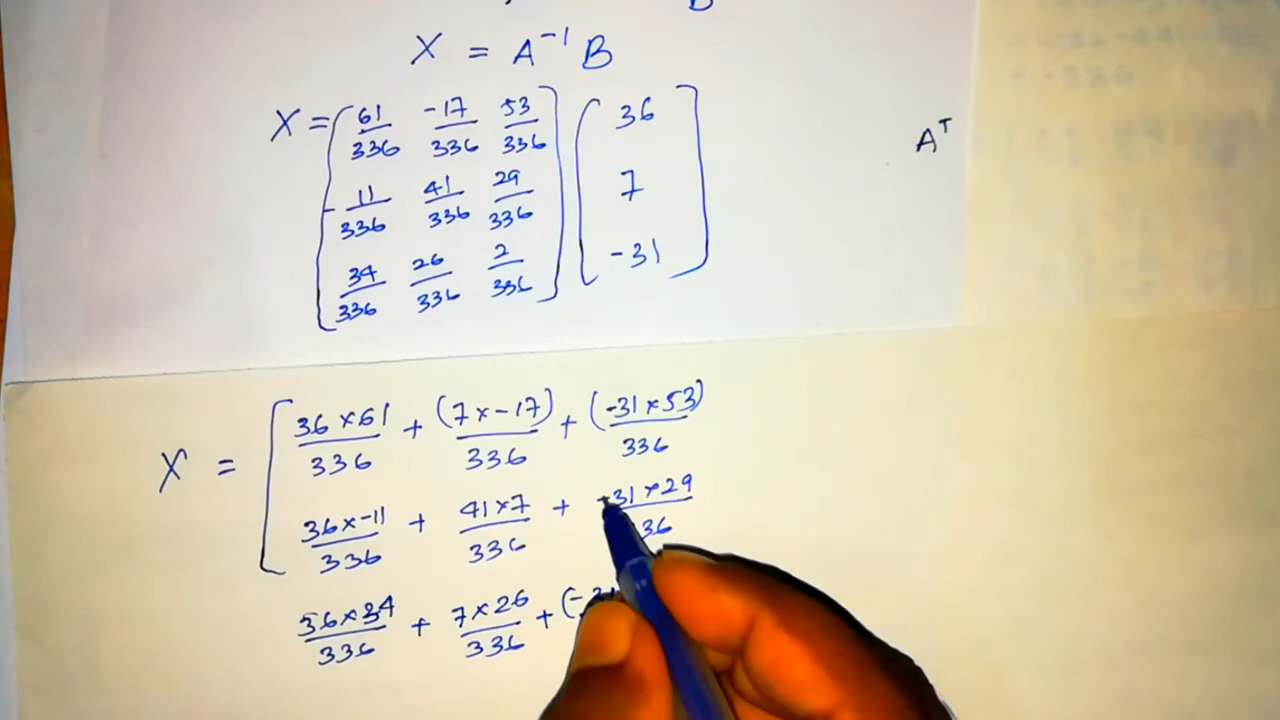 B
X = A⁻¹ B
X = [ 61/336 -17/336 53/336 ] [ 36 ]
-11/336 41/336 29/336 7
34/336 26/336 2/336 -31
Aᵀ
X = [ 36×61/336 + (7×-17)/336 + (-31×53)/336
36×-11/336 + 41×7/336 + -31×29/36
36×34/336 + 7×26/336 + (-
-336